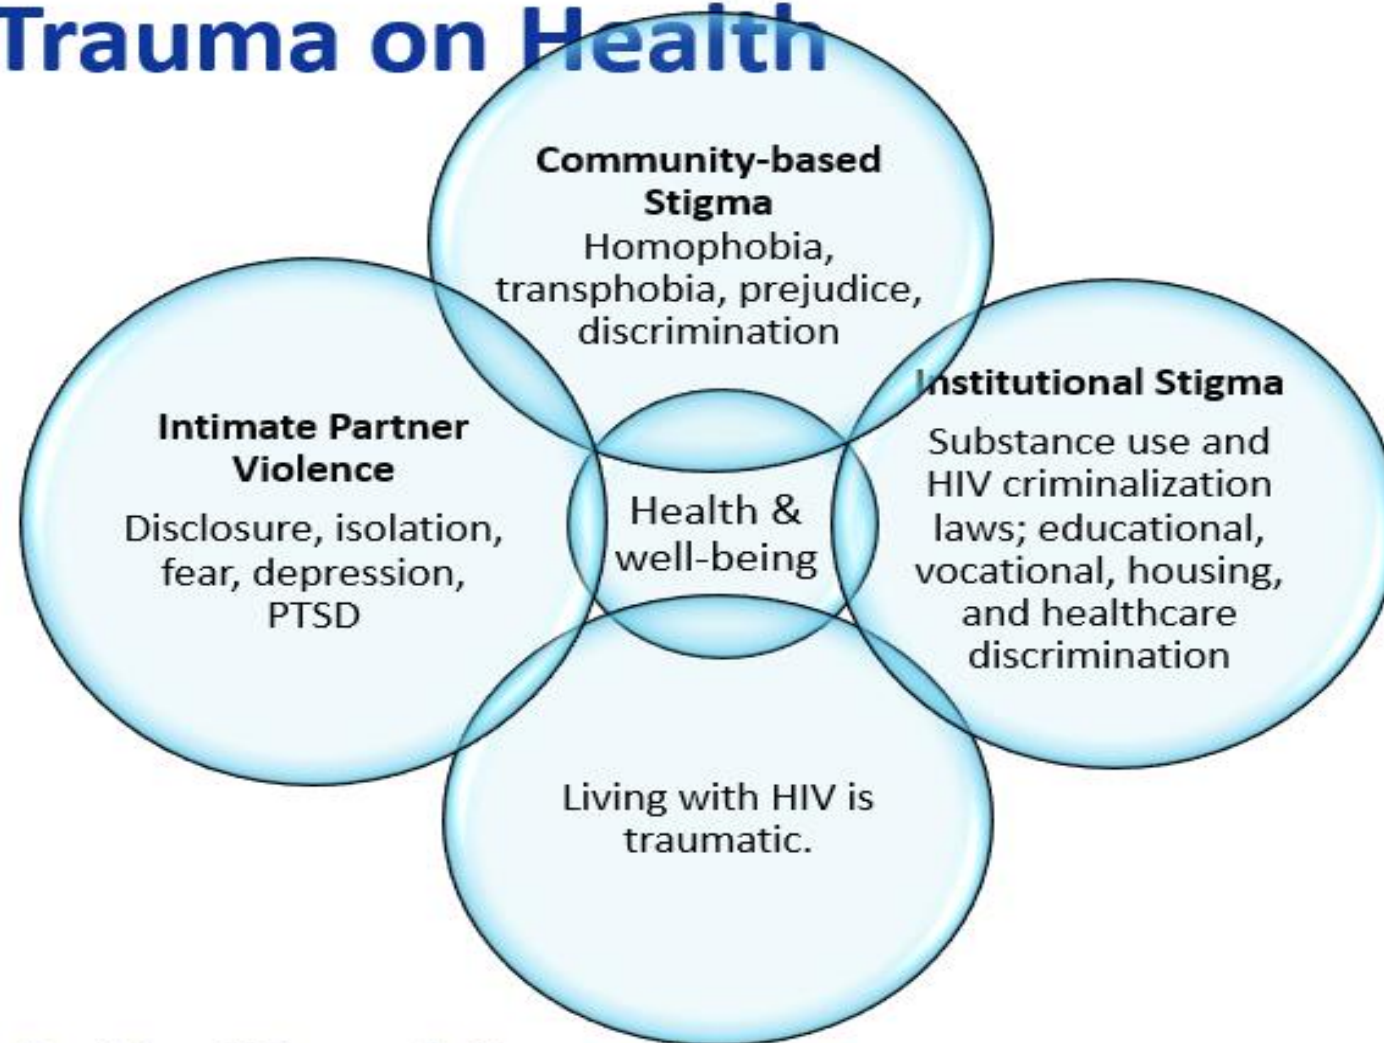 Trauma on Health
Community-based
Stigma
Homophobia,
transphobia, prejudice,
discrimination
Intimate Partner
Violence
Disclosure, isolation,
fear, depression,
PTSD
Health &
well-being
Institutional Stigma
Substance use and
HIV criminalization
laws; educational,
vocational, housing,
and healthcare
discrimination
Living with HIV is
traumatic.